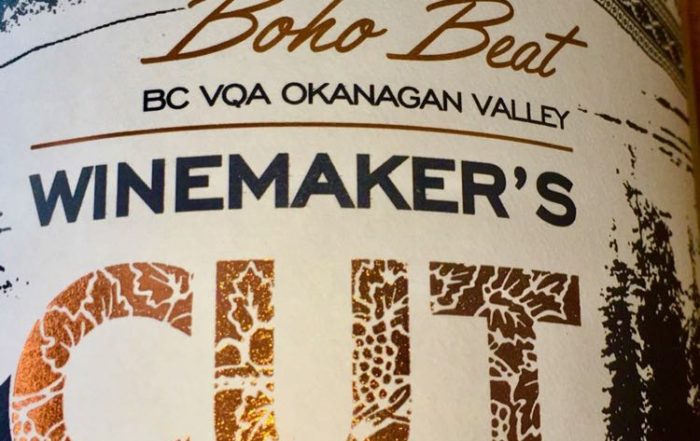 Boho Beat
BC VQA OKANAGAN VALLEY
WINEMAKER'S
CUT